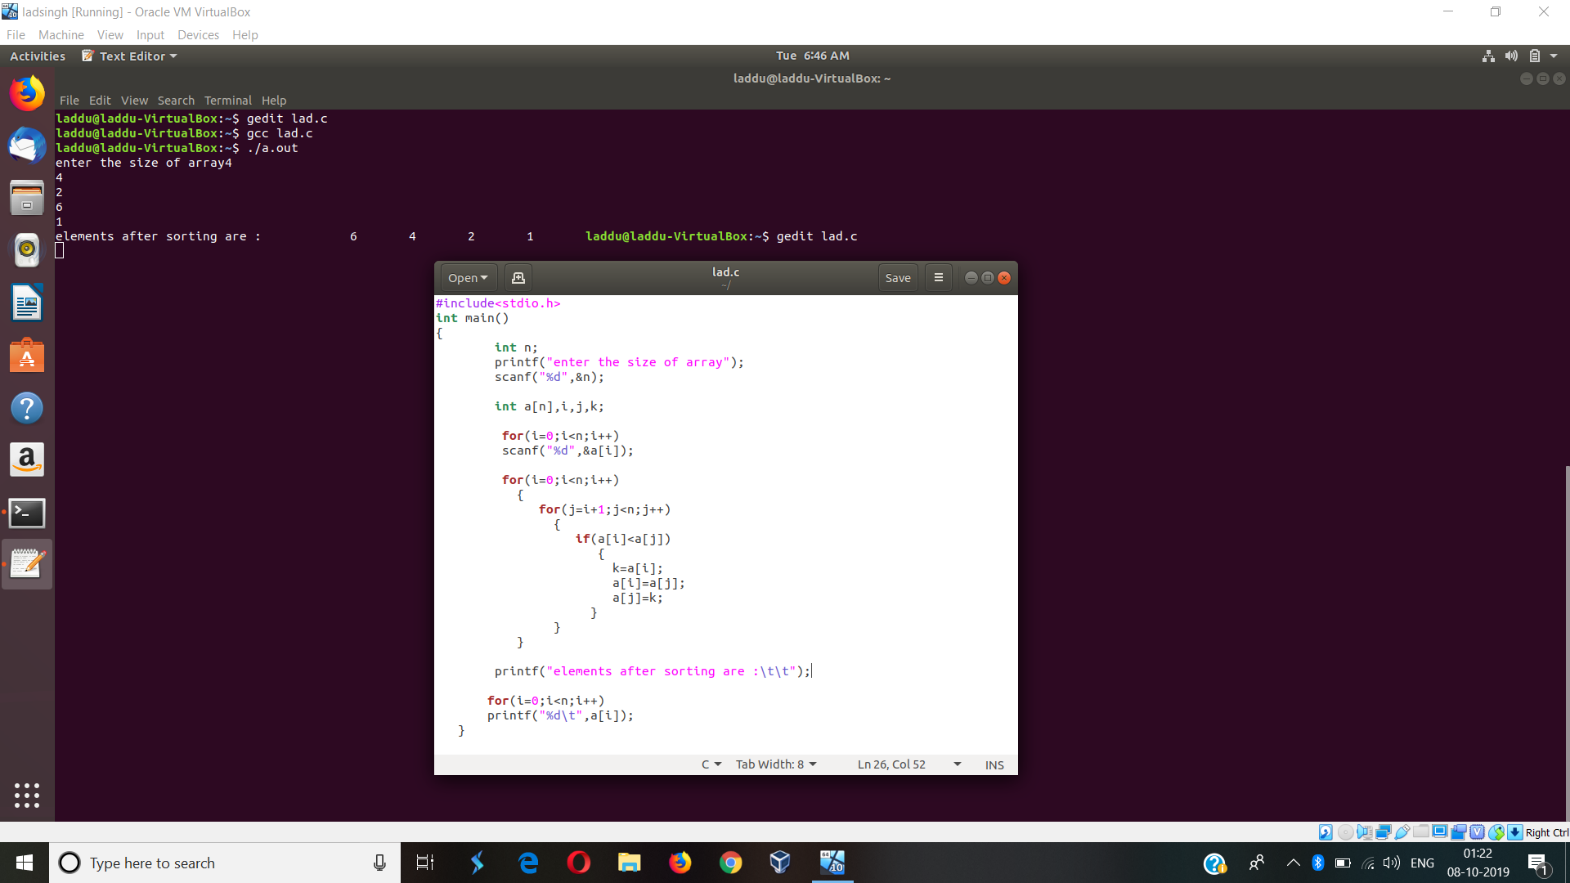 ladsingh [Running] - Oracle VM VirtualBox
File Machine View Input Devices Help
Activities Text Editor Tue 6:46 AM
laddu@laddu-VirtualBox: ~
File Edit View Search Terminal Help
laddu@laddu-VirtualBox:~$ gedit lad.c
laddu@laddu-VirtualBox:~$ gcc lad.c
laddu@laddu-VirtualBox:~$ ./a.out
enter the size of array4
4
2
6
1
elements after sorting are : 6 4 2 1 laddu@laddu-VirtualBox:~$ gedit lad.c
Open lad.c Save
~/
#include<stdio.h>
int main()
{
int n;
printf("enter the size of array");
scanf("%d",&n);
int a[n],i,j,k;
for(i=0;i<n;i++)
scanf("%d",&a[i]);
for(i=0;i<n;i++)
{
for(j=i+1;j<n;j++)
{
if(a[i]<a[j])
{
k=a[i];
a[i]=a[j];
a[j]=k;
}
}
}
printf("elements after sorting are :\t\t");
for(i=0;i<n;i++)
printf("%d\t",a[i]);
}
C Tab Width: 8 Ln 26, Col 52 INS
Right Ctrl
Type here to search
ENG
01:22
08-10-2019
1